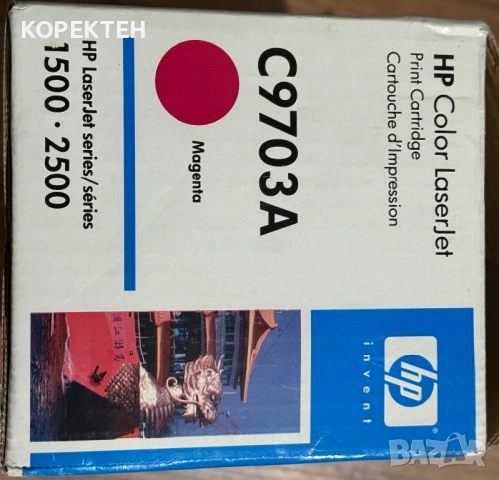 КОРЕКТЕН
HP Color LaserJet
Print Cartridge
Cartouche d'Impression
C9703A
Magenta
HP LaserJet series/séries
1500 · 2500
hp
invent
BAZAR